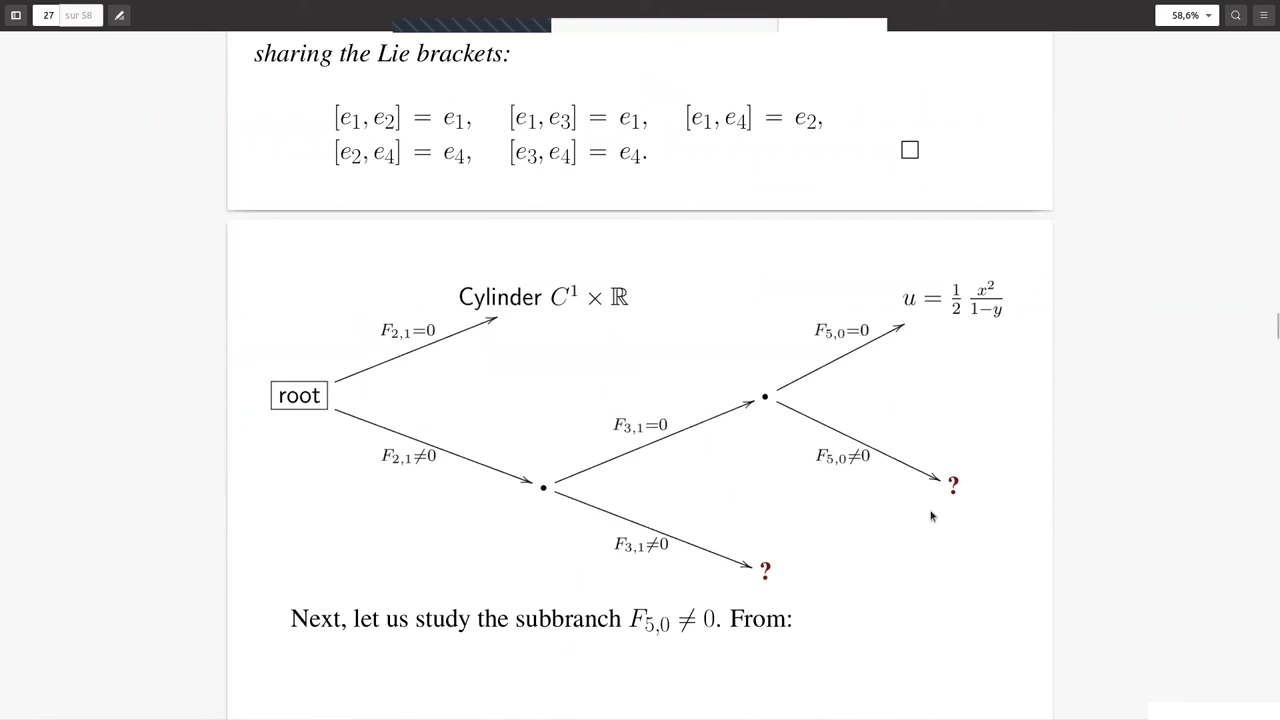 27 sur 58
58,6%
sharing the Lie brackets:
[e₁, e₂] = e₁, [e₁, e₃] = e₁, [e₁, e₄] = e₂,
[e₂, e₄] = e₄, [e₃, e₄] = e₄. □
Cylinder C¹ × ℝ
u = 1/2 x²/(1−y)
F₂,₁=0
F₅,₀=0
root
F₃,₁=0
F₂,₁≠0
F₅,₀≠0
?
F₃,₁≠0
?
Next, let us study the subbranch F₅,₀ ≠ 0. From: